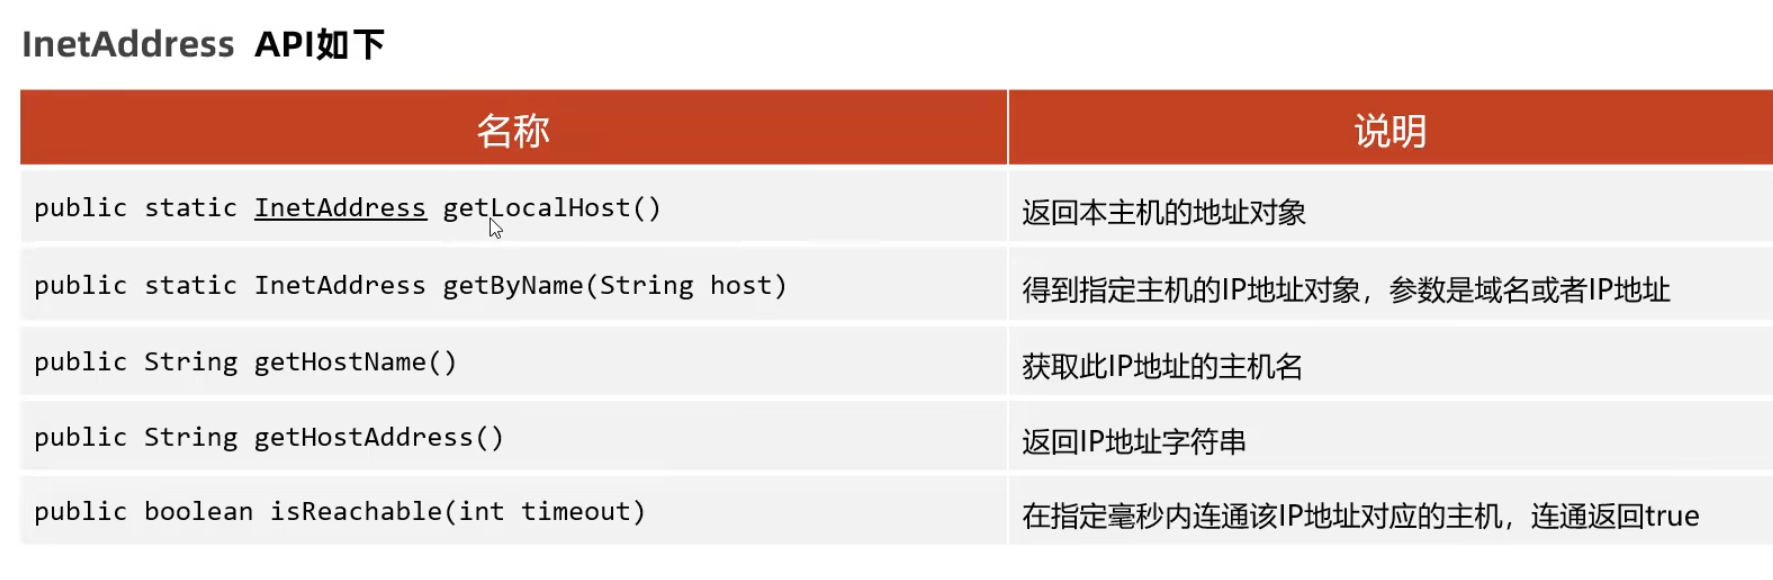 InetAddress API如下
名称 说明
public static InetAddress getLocalHost() 返回本主机的地址对象
public static InetAddress getByName(String host) 得到指定主机的IP地址对象，参数是域名或者IP地址
public String getHostName() 获取此IP地址的主机名
public String getHostAddress() 返回IP地址字符串
public boolean isReachable(int timeout) 在指定毫秒内连通该IP地址对应的主机，连通返回true